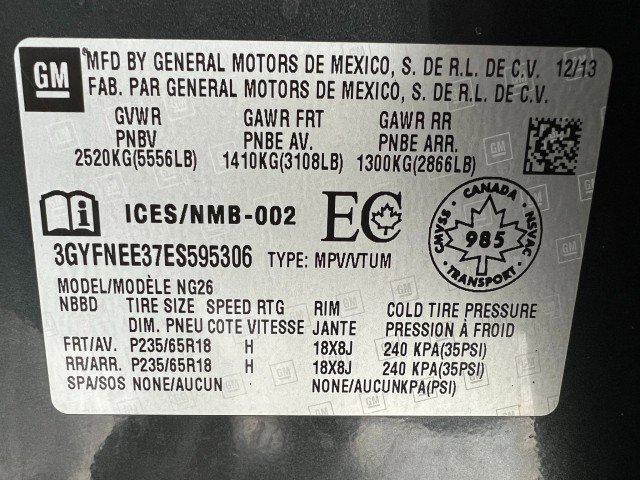 GM
MFD BY GENERAL MOTORS DE MEXICO, S. DE R.L. DE C.V. 12/13
FAB. PAR GENERAL MOTORS DE MEXICO, S. DE R.L. DE C.V.
GVWR GAWR FRT GAWR RR
PNBV PNBE AV. PNBE ARR.
2520KG(5556LB) 1410KG(3108LB) 1300KG(2866LB)
ICES/NMB-002 EC
CANADA
CMVSS 985 NSVAC
TRANSPORT
3GYFNEE37ES595306 TYPE: MPV/VTUM
MODEL/MODÈLE NG26
NBBD TIRE SIZE SPEED RTG RIM COLD TIRE PRESSURE
DIM. PNEU COTE VITESSE JANTE PRESSION À FROID
FRT/AV. P235/65R18 H 18X8J 240 KPA(35PSI)
RR/ARR. P235/65R18 H 18X8J 240 KPA(35PSI)
SPA/SOS NONE/AUCUN NONE/AUCUNKPA(PSI)